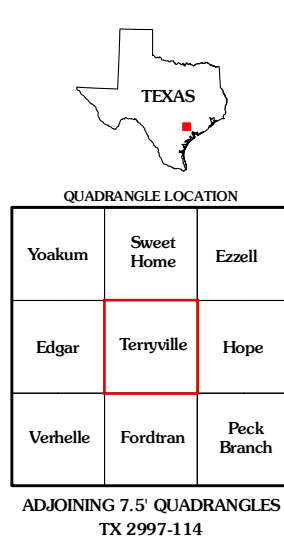 TEXAS
QUADRANGLE LOCATION
Yoakum
Sweet
Home
Ezzell
Edgar
Terryville
Hope
Verhelle
Fordtran
Peck
Branch
ADJOINING 7.5' QUADRANGLES
TX 2997-114